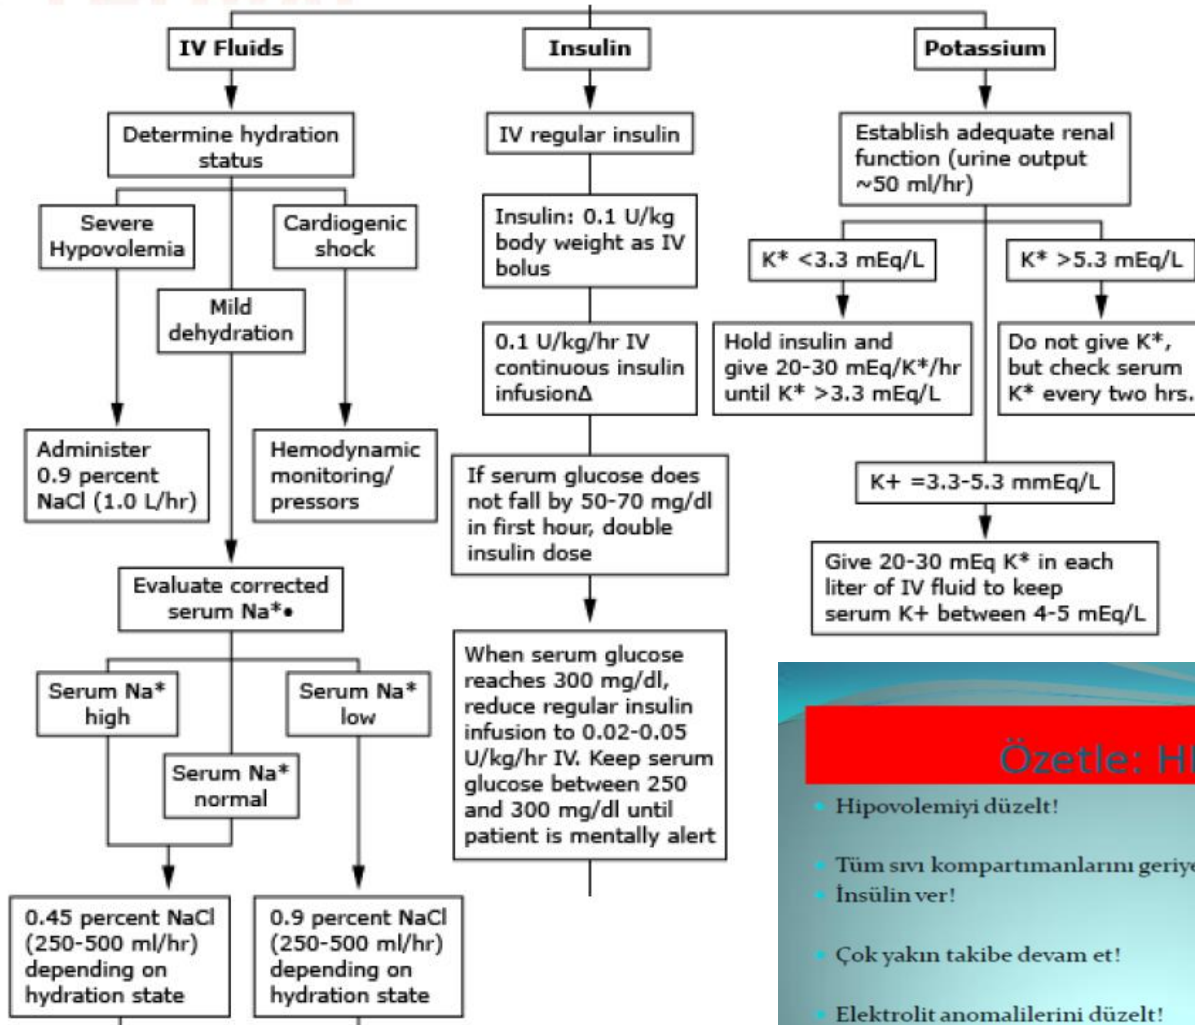 IV Fluids
Determine hydration
status
Severe
Hypovolemia
Cardiogenic
shock
Mild
dehydration
Administer
0.9 percent
NaCl (1.0 L/hr)
Hemodynamic
monitoring/
pressors
Evaluate corrected
serum Na*•
Serum Na*
high
Serum Na*
low
Serum Na*
normal
0.45 percent NaCl
(250-500 ml/hr)
depending on
hydration state
0.9 percent NaCl
(250-500 ml/hr)
depending on
hydration state
Insulin
IV regular insulin
Insulin: 0.1 U/kg
body weight as IV
bolus
0.1 U/kg/hr IV
continuous insulin
infusionΔ
If serum glucose does
not fall by 50-70 mg/dl
in first hour, double
insulin dose
When serum glucose
reaches 300 mg/dl,
reduce regular insulin
infusion to 0.02-0.05
U/kg/hr IV. Keep serum
glucose between 250
and 300 mg/dl until
patient is mentally alert
Potassium
Establish adequate renal
function (urine output
~50 ml/hr)
K* <3.3 mEq/L
K* >5.3 mEq/L
Hold insulin and
give 20-30 mEq/K*/hr
until K* >3.3 mEq/L
Do not give K*,
but check serum
K* every two hrs.
K+ =3.3-5.3 mmEq/L
Give 20-30 mEq K* in each
liter of IV fluid to keep
serum K+ between 4-5 mEq/L
Özetle:
• Hipovolemiyi düzelt!
• Tüm sıvı kompartımanlarını geriye
• İnsülin ver!
• Çok yakın takibe devam et!
• Elektrolit anomalilerini düzelt!